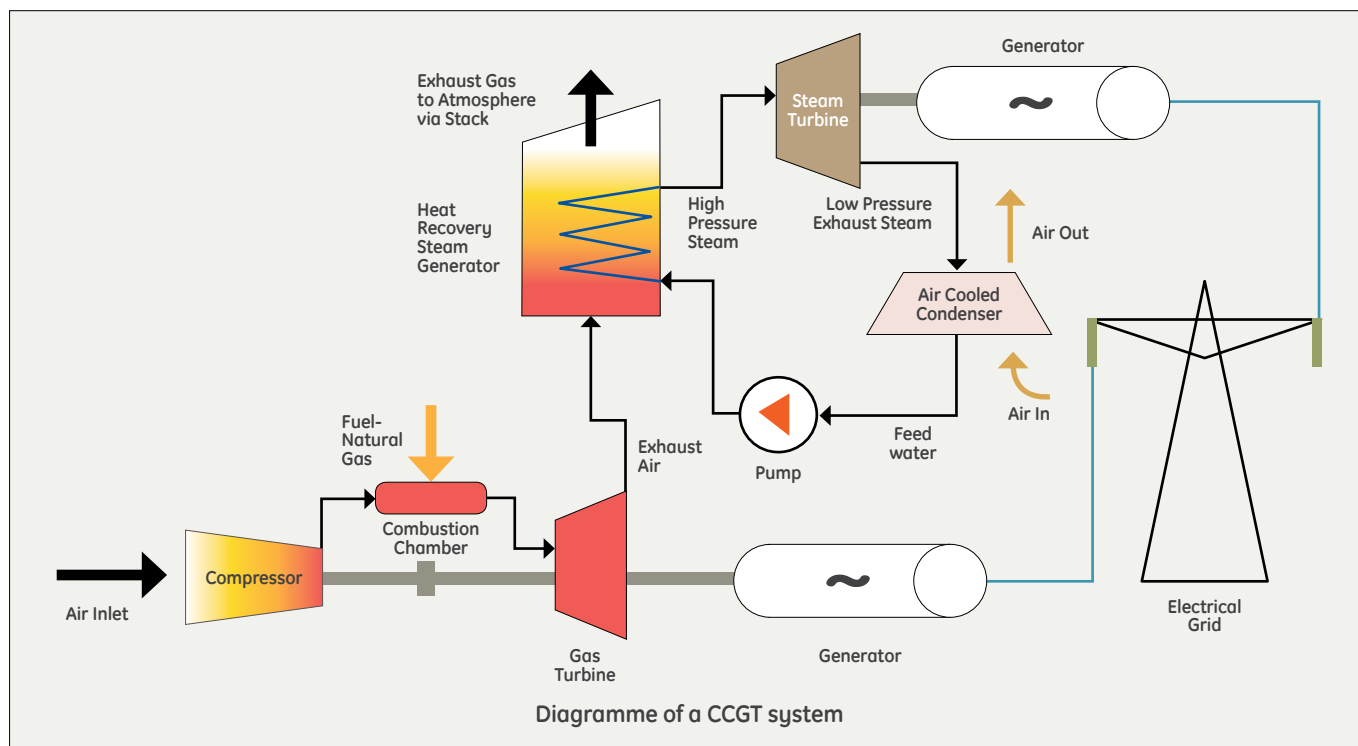 Generator
Exhaust Gas
to Atmosphere
via Stack
Steam
Turbine
Heat
Recovery
Steam
Generator
High
Pressure
Steam
Low Pressure
Exhaust Steam
Air Out
Air Cooled
Condenser
Air In
Fuel-
Natural
Gas
Exhaust
Air
Feed
water
Pump
Combustion
Chamber
Compressor
Air Inlet
Gas
Turbine
Generator
Electrical
Grid
Diagramme of a CCGT system